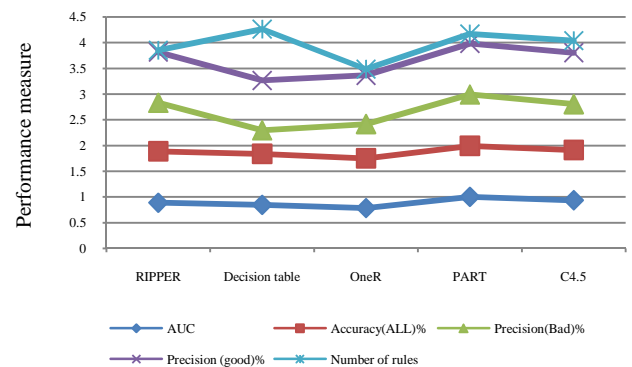 4.5
4
3.5
3
2.5
2
1.5
1
0.5
0
Performance measure
RIPPER Decision table OneR PART C4.5
AUC Accuracy(ALL)% Precision(Bad)%
Precision (good)% Number of rules